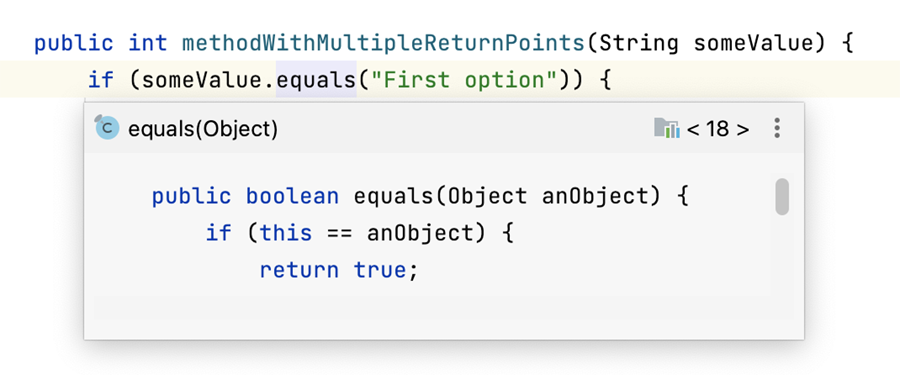 public int methodWithMultipleReturnPoints(String someValue) {
if (someValue.equals("First option")) {
equals(Object) < 18 >
public boolean equals(Object anObject) {
if (this == anObject) {
return true;